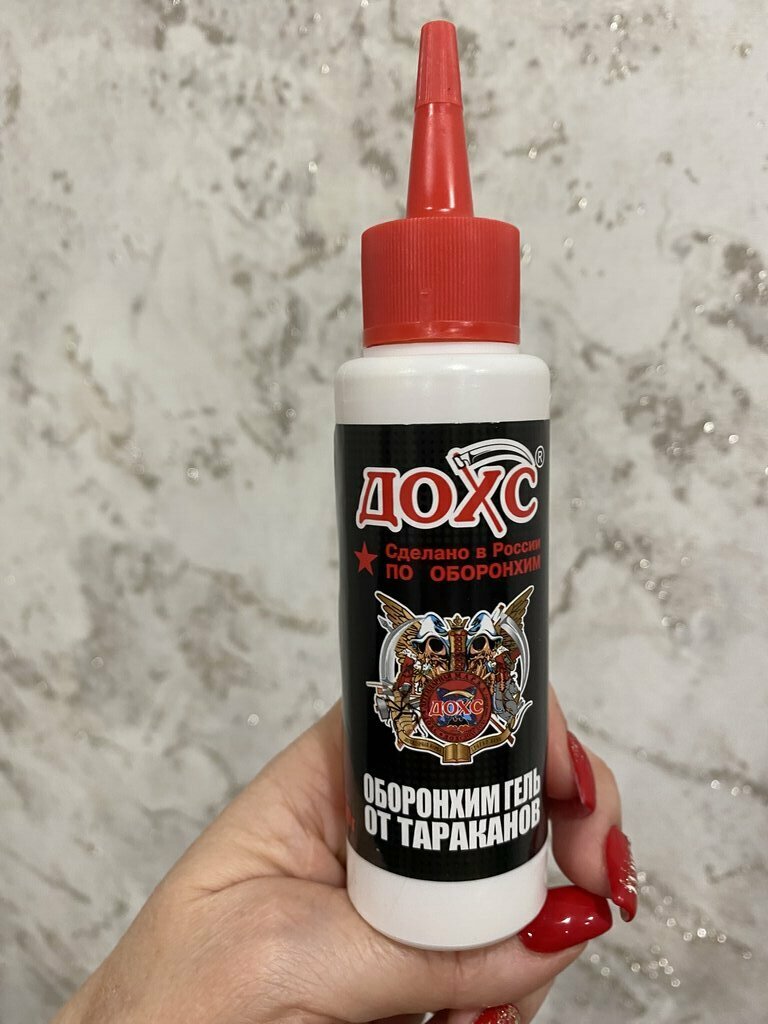 ДОХС®
Сделано в России
ПО ОБОРОНХИМ
ДОХС
ОБОРОНХИМ ГЕЛЬ
ОТ ТАРАКАНОВ